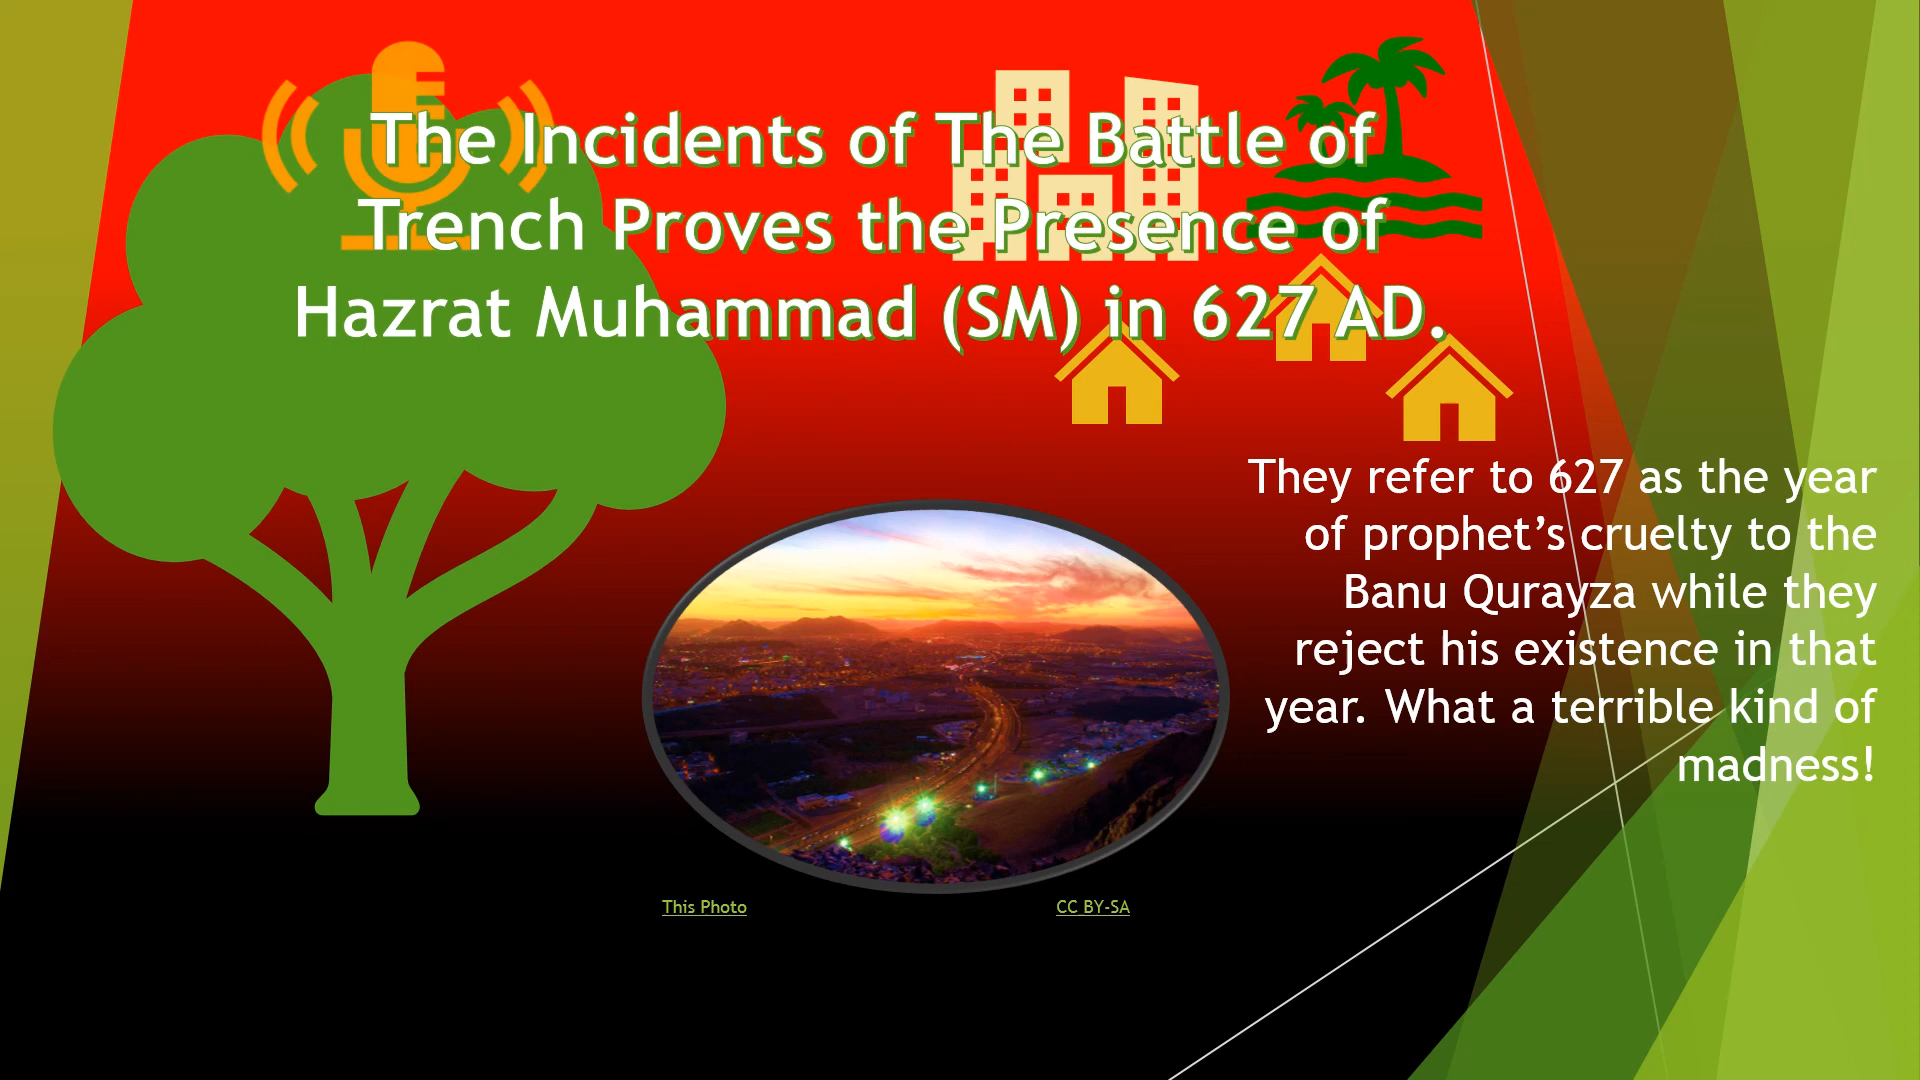 The Incidents of The Battle of
Trench Proves the Presence of
Hazrat Muhammad (SM) in 627 AD.
They refer to 627 as the year
of prophet’s cruelty to the
Banu Qurayza while they
reject his existence in that
year. What a terrible kind of
madness!
This Photo
CC BY-SA